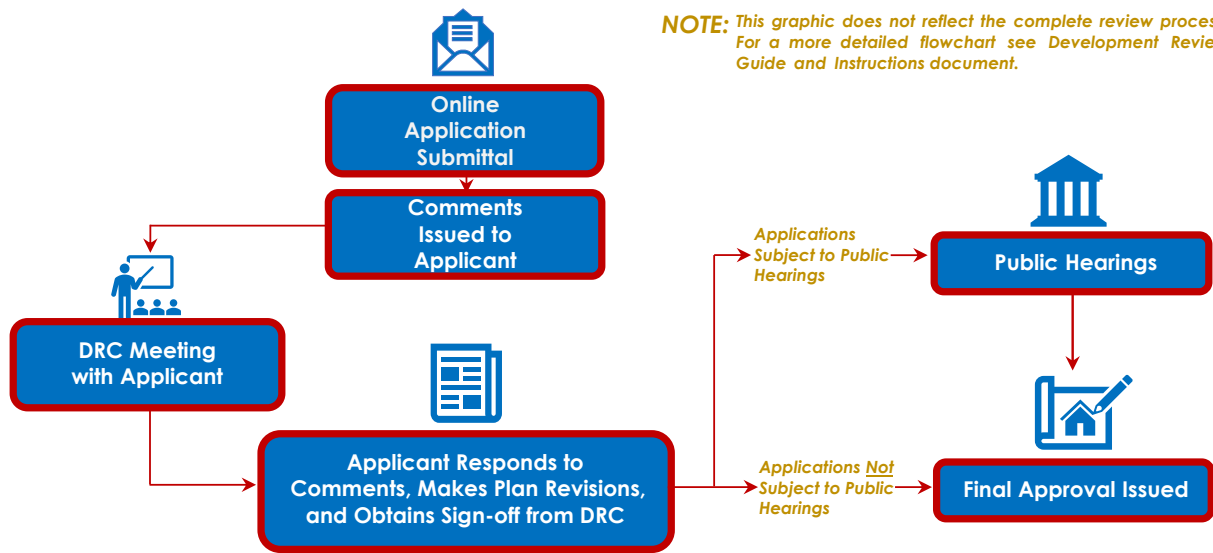 NOTE: This graphic does not reflect the complete review
For a more detailed flowchart see Development
Guide and Instructions document.
Online
Application
Submittal
Comments
Issued to
Applicant
DRC Meeting
with Applicant
Applicant Responds to
Comments, Makes Plan Revisions,
and Obtains Sign-off from DRC
Applications
Subject to Public
Hearings
Public Hearings
Applications Not
Subject to Public
Hearings
Final Approval Issued